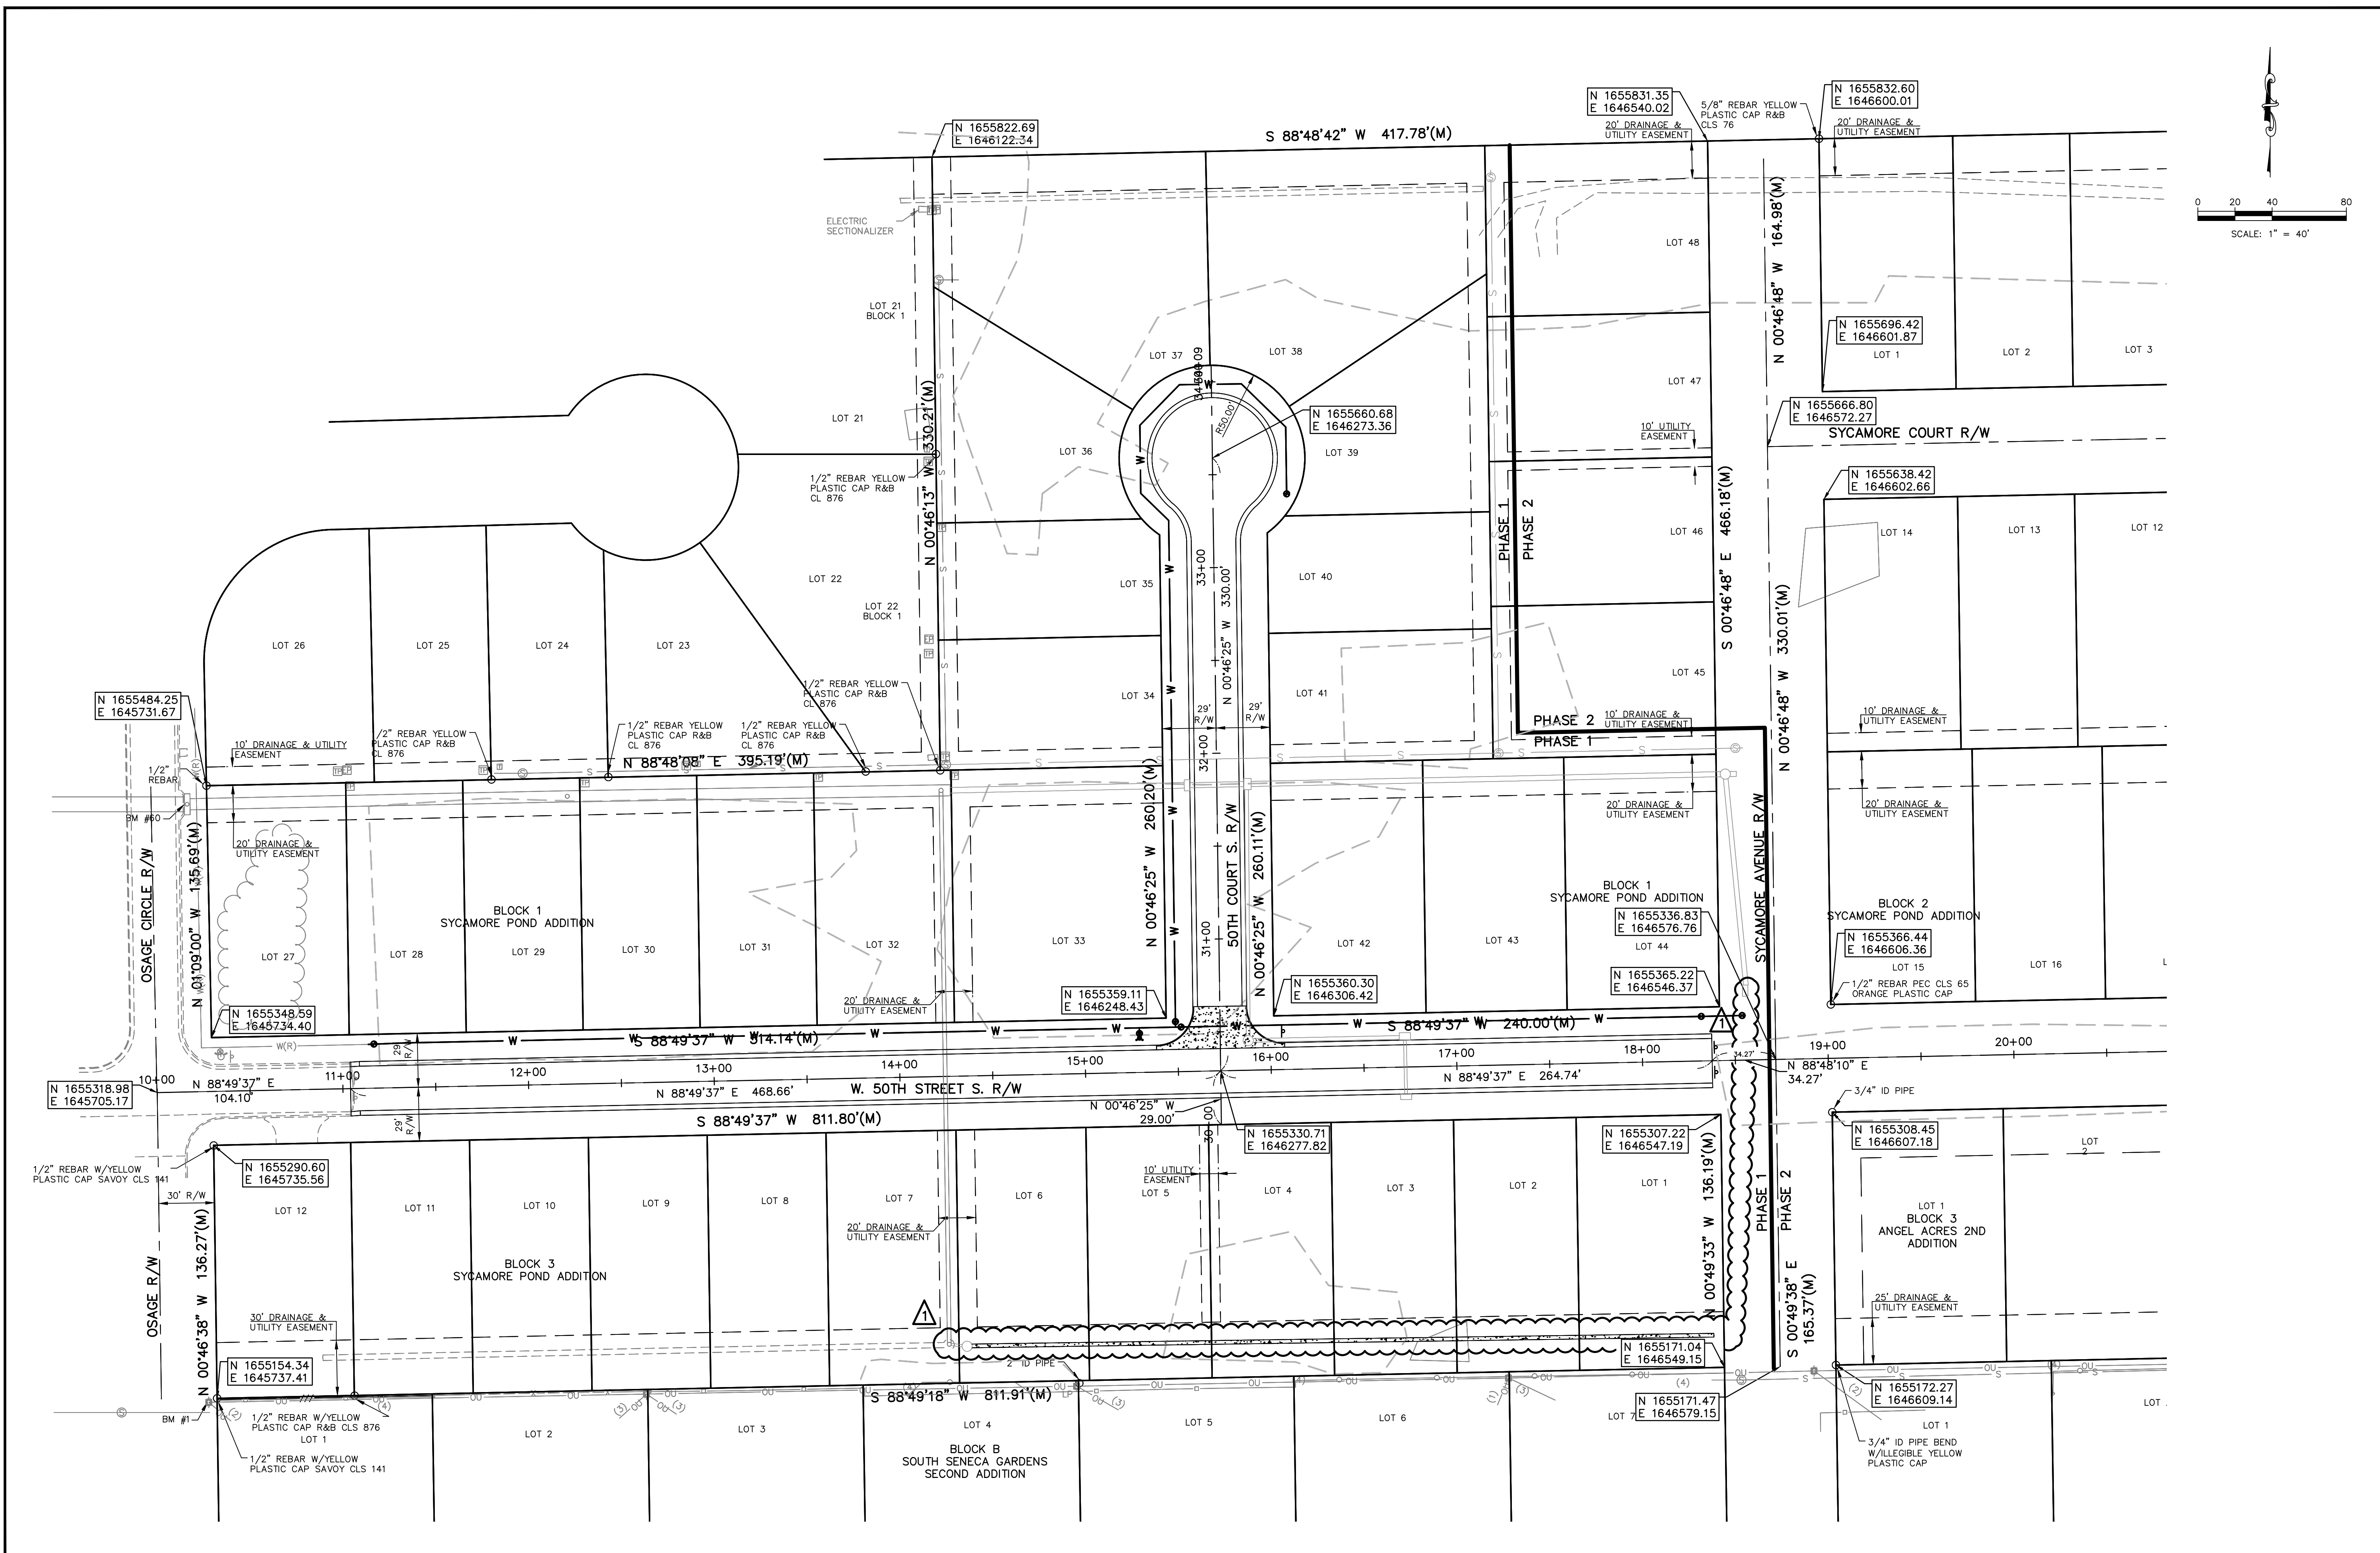 N 1655822.69
E 1646122.34
S 88°48'42" W 417.78'(M)
N 1655831.35
E 1646540.02
20' DRAINAGE &
UTILITY EASEMENT
5/8" REBAR YELLOW
PLASTIC CAP R&B
CLS 76
N 1655832.60
E 1646600.01
20' DRAINAGE &
UTILITY EASEMENT
0 20 40 80
SCALE: 1" = 40'
ELECTRIC
SECTIONALIZER
LOT 21
BLOCK 1
LOT 37
LOT 38
LOT 48
N 00°46'48" W 164.98'(M)
N 1655696.42
E 1646601.87
LOT 1
LOT 2
LOT 3
LOT 47
LOT 21
N 00°46'13" W 330.21'(M)
R50.00'
N 1655660.68
E 1646273.36
N 1655666.80
E 1646572.27
SYCAMORE COURT R/W
10' UTILITY
EASEMENT
LOT 36
LOT 39
1/2" REBAR YELLOW
PLASTIC CAP R&B
CL 876
N 1655638.42
E 1646602.66
S 00°46'48" E 466.18'(M)
PHASE 1
PHASE 2
LOT 46
LOT 14
LOT 13
LOT 12
LOT 22
LOT 22
BLOCK 1
LOT 35
33+00
N 00°46'25" W 330.00'
LOT 40
LOT 26
LOT 25
LOT 24
LOT 23
N 00°46'48" W 330.01'(M)
LOT 45
LOT 34
LOT 41
29'
R/W
29'
R/W
N 1655484.25
E 1645731.67
1/2" REBAR YELLOW
PLASTIC CAP R&B
CL 876
/2" REBAR YELLOW
PLASTIC CAP R&B
CL 876
1/2" REBAR YELLOW
PLASTIC CAP R&B
CL 876
1/2" REBAR YELLOW
PLASTIC CAP R&B
CL 876
10' DRAINAGE & UTILITY
EASEMENT
N 88°48'08" E 395.19'(M)
PHASE 2
PHASE 1
10' DRAINAGE &
UTILITY EASEMENT
10' DRAINAGE &
UTILITY EASEMENT
1/2"
REBAR
BM #60
32+00
20' DRAINAGE &
UTILITY EASEMENT
20' DRAINAGE &
UTILITY EASEMENT
20' DRAINAGE &
UTILITY EASEMENT
OSAGE CIRCLE R/W
N 01°09'00" W 135.69'(M)
N 00°46'25" W 260.20'(M)
50TH COURT S. R/W
N 00°46'25" W 260.11'(M)
SYCAMORE AVENUE R/W
BLOCK 1
SYCAMORE POND ADDITION
BLOCK 1
SYCAMORE POND ADDITION
BLOCK 2
SYCAMORE POND ADDITION
N 1655336.83
E 1646576.76
N 1655366.44
E 1646606.36
LOT 27
LOT 28
LOT 29
LOT 30
LOT 31
LOT 32
LOT 33
31+00
LOT 42
LOT 43
LOT 44
LOT 15
LOT 16
1/2" REBAR PEC CLS 65
ORANGE PLASTIC CAP
N 1655348.59
E 1645734.40
20' DRAINAGE &
UTILITY EASEMENT
N 1655359.11
E 1646248.43
N 1655360.30
E 1646306.42
N 1655365.22
E 1646546.37
S 88°49'37" W 514.14'(M)
S 88°49'37" W 240.00'(M)
1
W(R)
29'
R/W
N 1655318.98
E 1645705.17
10+00
11+00
12+00
13+00
14+00
15+00
16+00
17+00
18+00
19+00
20+00
34.27'
N 88°49'37" E
104.10'
N 88°49'37" E 468.66'
W. 50TH STREET S. R/W
N 88°49'37" E 264.74'
N 88°48'10" E
34.27'
29'
R/W
S 88°49'37" W 811.80'(M)
N 00°46'25" W
29.00'
30+00
3/4" ID PIPE
N 1655330.71
E 1646277.82
N 1655307.22
E 1646547.19
N 1655308.45
E 1646607.18
1/2" REBAR W/YELLOW
PLASTIC CAP SAVOY CLS 141
N 1655290.60
E 1645735.56
30' R/W
10' UTILITY
EASEMENT
LOT 12
LOT 11
LOT 10
LOT 9
LOT 8
LOT 7
LOT 6
LOT 5
LOT 4
LOT 3
LOT 2
LOT 1
LOT
2
LOT 1
BLOCK 3
ANGEL ACRES 2ND
ADDITION
20' DRAINAGE &
UTILITY EASEMENT
OSAGE R/W
N 00°46'38" W 136.27'(M)
BLOCK 3
SYCAMORE POND ADDITION
N 00°49'33" W 136.19'(M)
PHASE 1
PHASE 2
S 00°49'38" E
165.37'(M)
30' DRAINAGE &
UTILITY EASEMENT
1
25' DRAINAGE &
UTILITY EASEMENT
2" ID PIPE
N 1655154.34
E 1645737.41
N 1655171.04
E 1646549.15
S 88°49'18" W 811.91'(M)
N 1655171.47
E 1646579.15
N 1655172.27
E 1646609.14
BM #1
1/2" REBAR W/YELLOW
PLASTIC CAP R&B CLS 876
LOT 1
1/2" REBAR W/YELLOW
PLASTIC CAP SAVOY CLS 141
LOT 2
LOT 3
LOT 4
BLOCK B
SOUTH SENECA GARDENS
SECOND ADDITION
LOT 5
LOT 6
LOT 7
LOT 1
LOT
3/4" ID PIPE BEND
W/ILLEGIBLE YELLOW
PLASTIC CAP